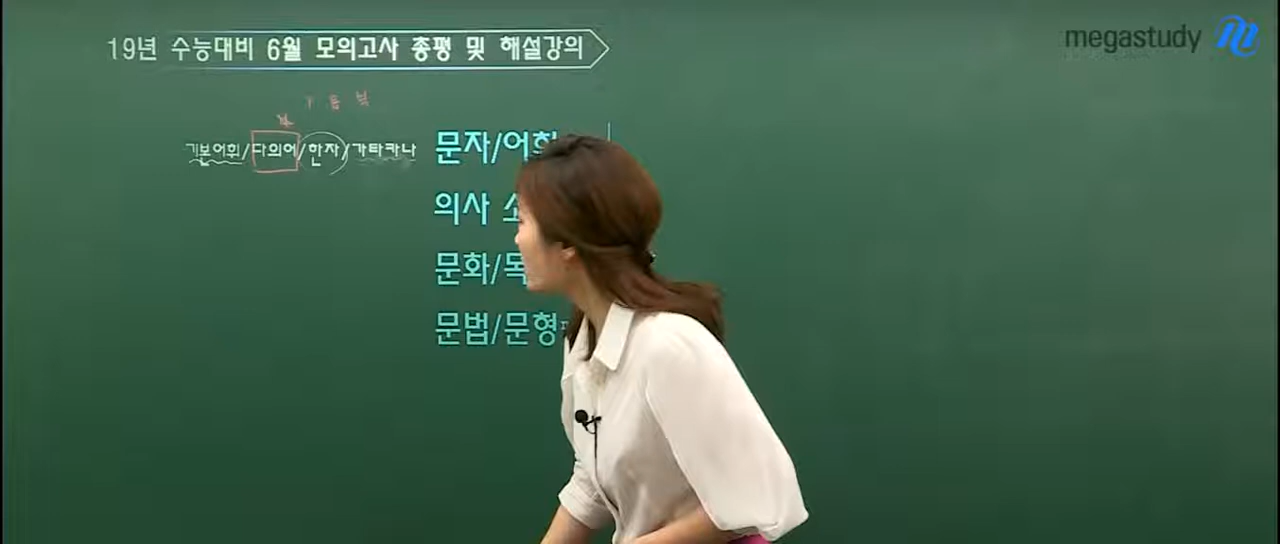 19년 수능대비 6월 모의고사 총평 및 해설강의
megastudy
기본어휘/다의어/한자/가타카나
문자/어휘
의사
문화/독
문법/문형